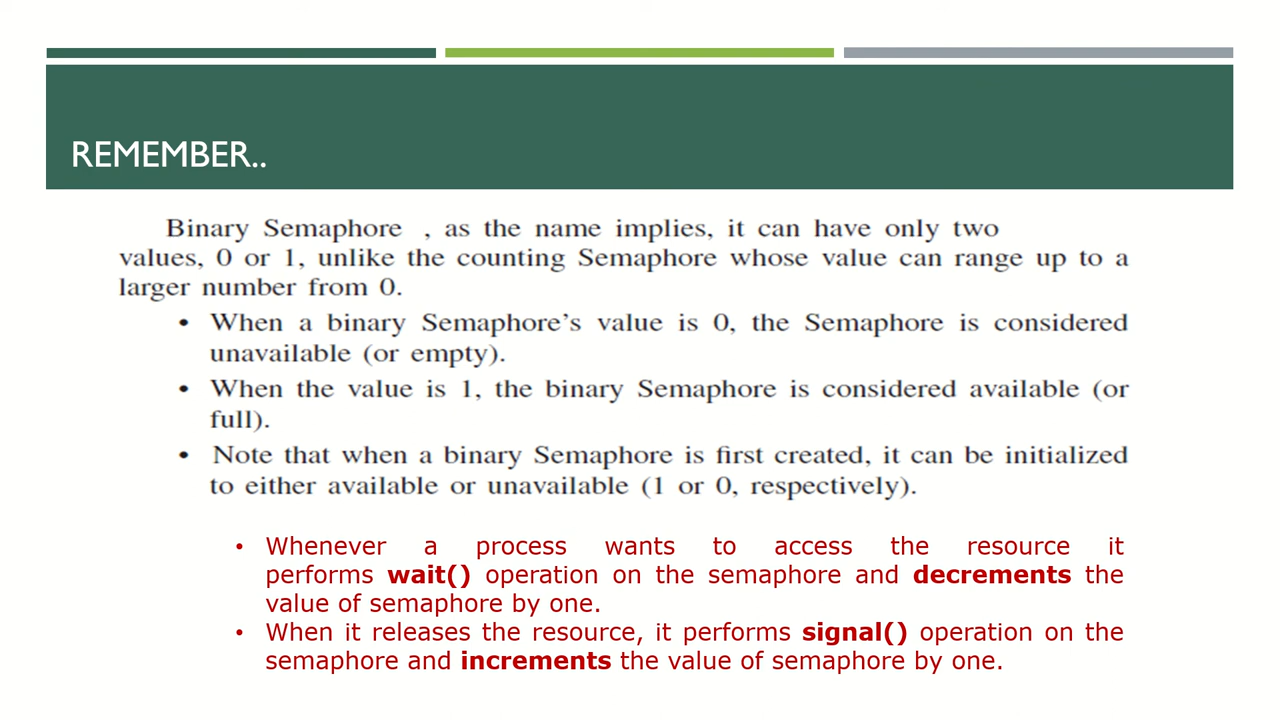 REMEMBER..
Binary Semaphore , as the name implies, it can have only two
values, 0 or 1, unlike the counting Semaphore whose value can range up to a
larger number from 0.
• When a binary Semaphore's value is 0, the Semaphore is considered
unavailable (or empty).
• When the value is 1, the binary Semaphore is considered available (or
full).
• Note that when a binary Semaphore is first created, it can be initialized
to either available or unavailable (1 or 0, respectively).
• Whenever a process wants to access the resource it
performs wait() operation on the semaphore and decrements the
value of semaphore by one.
• When it releases the resource, it performs signal() operation on the
semaphore and increments the value of semaphore by one.